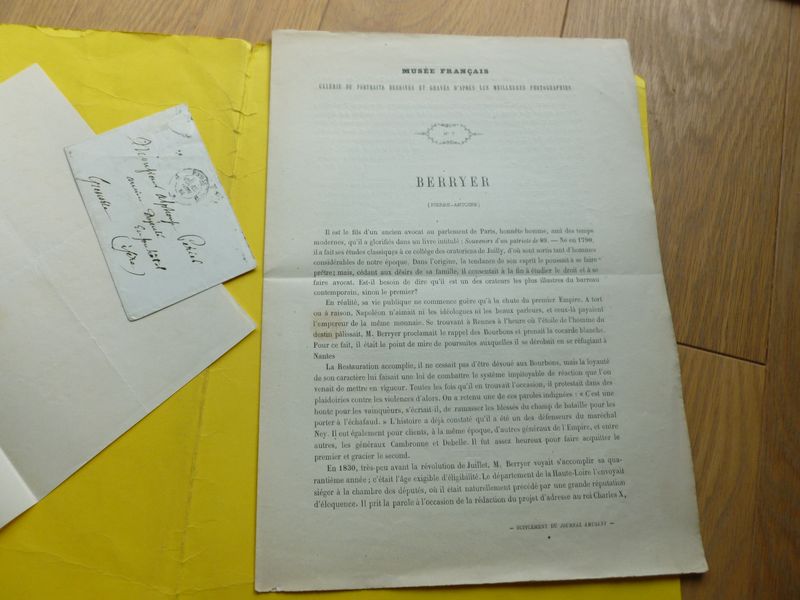 MUSÉE FRANÇAIS
GALERIE DE PORTRAITS DESSINÉS ET GRAVÉS D'APRÈS LES MEILLEURES PHOTOGRAPHIES
N° 7
BERRYER
(PIERRE-ANTOINE)
Il est le fils d'un ancien avocat au parlement de Paris, honnête homme, ami des temps
modernes, qu'il a glorifiés dans un livre intitulé : Souvenirs d'un patriote de 89. — Né en 1790,
il a fait ses études classiques à ce collège des oratoriens de Juilly, d'où sont sortis tant d'hommes
considérables de notre époque. Dans l'origine, la tendance de son esprit le poussait à se faire
prêtre; mais, cédant aux désirs de sa famille, il consentait à la fin à étudier le droit et à se
faire avocat. Est-il besoin de dire qu'il est un des orateurs les plus illustres du barreau
contemporain, sinon le premier?
En réalité, sa vie publique ne commence guère qu'à la chute du premier Empire. A tort
ou à raison, Napoléon n'aimait ni les idéologues ni les beaux parleurs, et ceux-là payaient
l'empereur de la même monnaie. Se trouvant à Rennes à l'heure où l'étoile de l'homme du
destin pâlissait, M. Berryer proclamait le rappel des Bourbons et prenait la cocarde blanche.
Pour ce fait, il était le point de mire de poursuites auxquelles il se dérobait en se réfugiant à
Nantes
La Restauration accomplie, il ne cessait pas d'être dévoué aux Bourbons, mais la loyauté
de son caractère lui faisait une loi de combattre le système impitoyable de réaction que l'on
venait de mettre en vigueur. Toutes les fois qu'il en trouvait l'occasion, il protestait dans des
plaidoiries contre les violences d'alors. On a retenu une de ces paroles indignées : « C'est une
honte pour les vainqueurs, s'écriait-il, de ramasser les blessés du champ de bataille pour les
porter à l'échafaud. » L'histoire a déjà constaté qu'il a été un des défenseurs du maréchal
Ney. Il eut également pour clients, à la même époque, d'autres généraux de l'Empire, et entre
autres, les généraux Cambronne et Debelle. Il fut assez heureux pour faire acquitter le
premier et gracier le second.
En 1830, très-peu avant la révolution de Juillet, M. Berryer voyait s'accomplir sa qua-
rantième année; c'était l'âge exigible d'éligibilité. Le département de la Haute-Loire l'envoyait
siéger à la chambre des députés, où il était naturellement précédé par une grande réputation
d'éloquence. Il prit la parole à l'occasion de la rédaction du projet d'adresse au roi Charles X,
— SUPPLÉMENT DU JOURNAL AMUSANT —
Monsieur Alphonse Périer
ancien Député
Grenoble
(Isère)